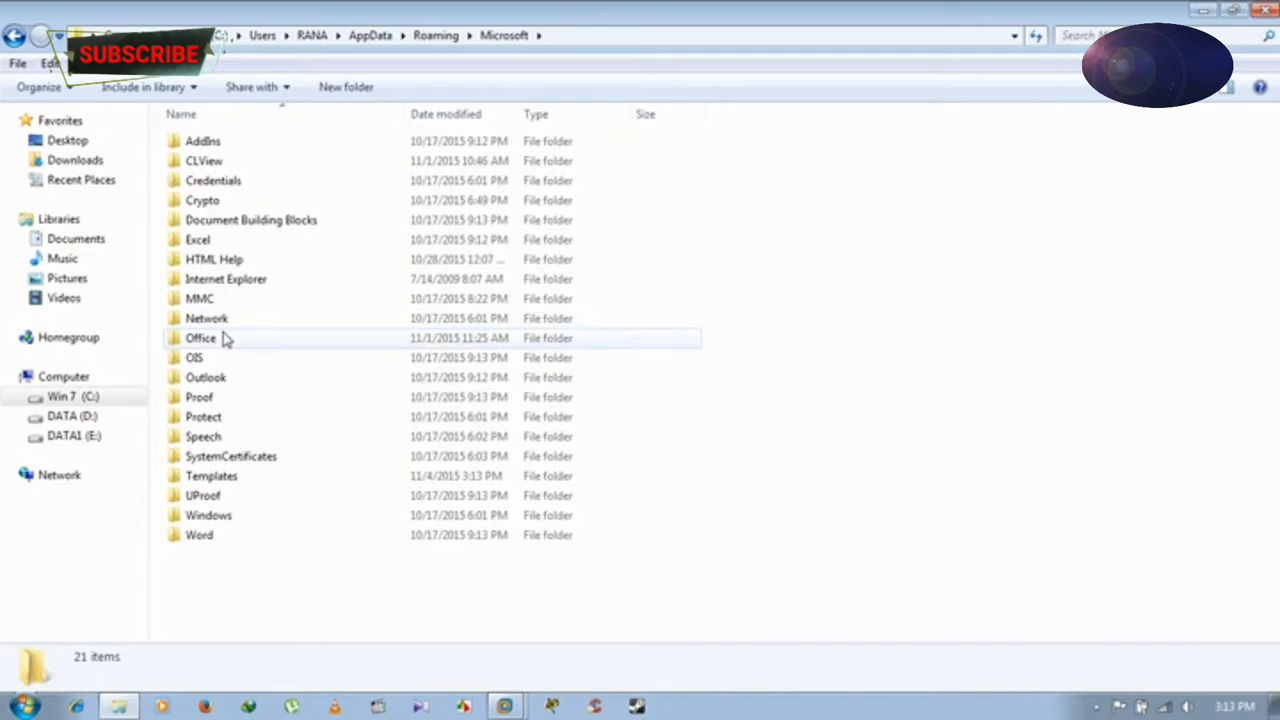 Users RANA AppData Roaming Microsoft
SUBSCRIBE
File
Organize Include in library Share with New folder
Name Date modified Type Size
Favorites
Desktop
Downloads
Recent Places
Libraries
Documents
Music
Pictures
Videos
Homegroup
Computer
Win 7 (C:)
DATA (D:)
DATA1 (E:)
Network
AddIns 10/17/2015 9:12 PM File folder
CLView 11/1/2015 10:46 AM File folder
Credentials 10/17/2015 6:01 PM File folder
Crypto 10/17/2015 6:49 PM File folder
Document Building Blocks 10/17/2015 9:13 PM File folder
Excel 10/17/2015 9:12 PM File folder
HTML Help 10/28/2015 12:07 ... File folder
Internet Explorer 7/14/2009 8:07 AM File folder
MMC 10/17/2015 8:22 PM File folder
Network 10/17/2015 6:01 PM File folder
Office 11/1/2015 11:25 AM File folder
OIS 10/17/2015 9:13 PM File folder
Outlook 10/17/2015 9:12 PM File folder
Proof 10/17/2015 9:13 PM File folder
Protect 10/17/2015 6:01 PM File folder
Speech 10/17/2015 6:02 PM File folder
SystemCertificates 10/17/2015 6:03 PM File folder
Templates 11/4/2015 3:13 PM File folder
UProof 10/17/2015 9:13 PM File folder
Windows 10/17/2015 6:01 PM File folder
Word 10/17/2015 9:13 PM File folder
21 items
3:13 PM